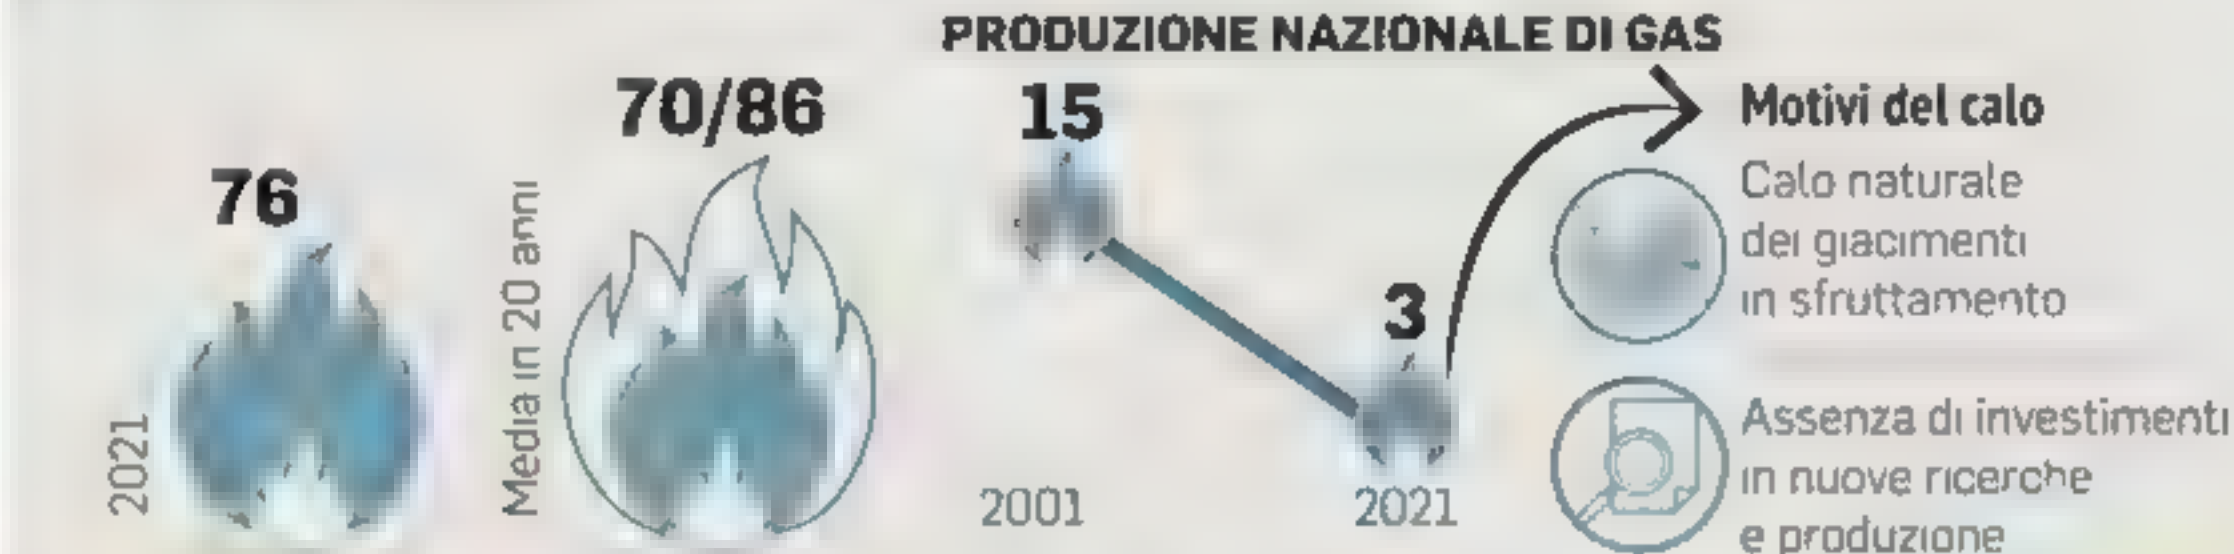 PRODUZIONE NAZIONALE DI GAS
76
2021
70/86
Media in 20 anni
15
2001
3
2021
Motivi del calo
Calo naturale
dei giacimenti
in sfruttamento
Assenza di investimenti
in nuove ricerche
e produzione